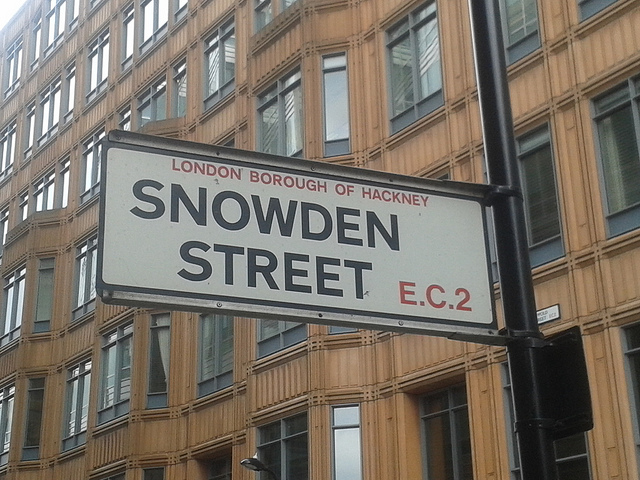 LONDON BOROUGH OF HACKNEY
SNOWDEN
STREET
E.C.2